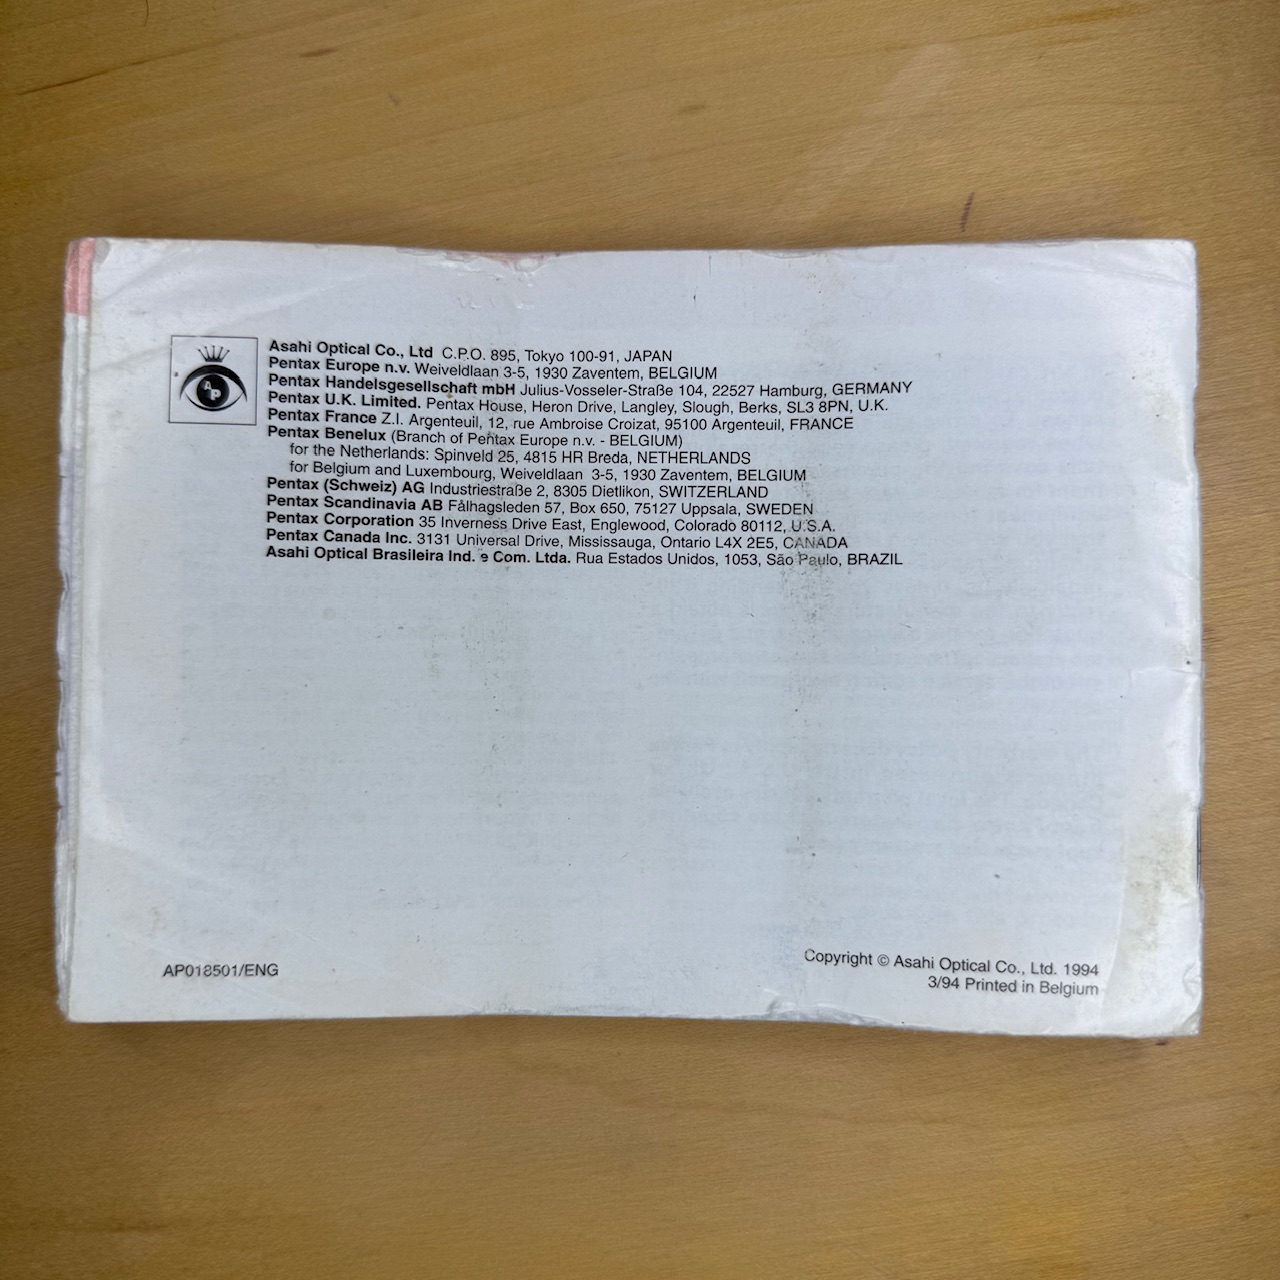 AP
Asahi Optical Co., Ltd C.P.O. 895, Tokyo 100-91, JAPAN
Pentax Europe n.v. Weiveldlaan 3-5, 1930 Zaventem, BELGIUM
Pentax Handelsgesellschaft mbH Julius-Vosseler-Straße 104, 22527 Hamburg, GERMANY
Pentax U.K. Limited. Pentax House, Heron Drive, Langley, Slough, Berks, SL3 8PN, U.K.
Pentax France Z.I. Argenteuil, 12, rue Ambroise Croizat, 95100 Argenteuil, FRANCE
Pentax Benelux (Branch of Pentax Europe n.v. - BELGIUM)
for the Netherlands: Spinveld 25, 4815 HR Breda, NETHERLANDS
for Belgium and Luxembourg, Weiveldlaan 3-5, 1930 Zaventem, BELGIUM
Pentax (Schweiz) AG Industriestraße 2, 8305 Dietlikon, SWITZERLAND
Pentax Scandinavia AB Fålhagsleden 57, Box 650, 75127 Uppsala, SWEDEN
Pentax Corporation 35 Inverness Drive East, Englewood, Colorado 80112, U.S.A.
Pentax Canada Inc. 3131 Universal Drive, Mississauga, Ontario L4X 2E5, CANADA
Asahi Optical Brasileira Ind. e Com. Ltda. Rua Estados Unidos, 1053, São Paulo, BRAZIL
AP018501/ENG
Copyright © Asahi Optical Co., Ltd. 1994
3/94 Printed in Belgium